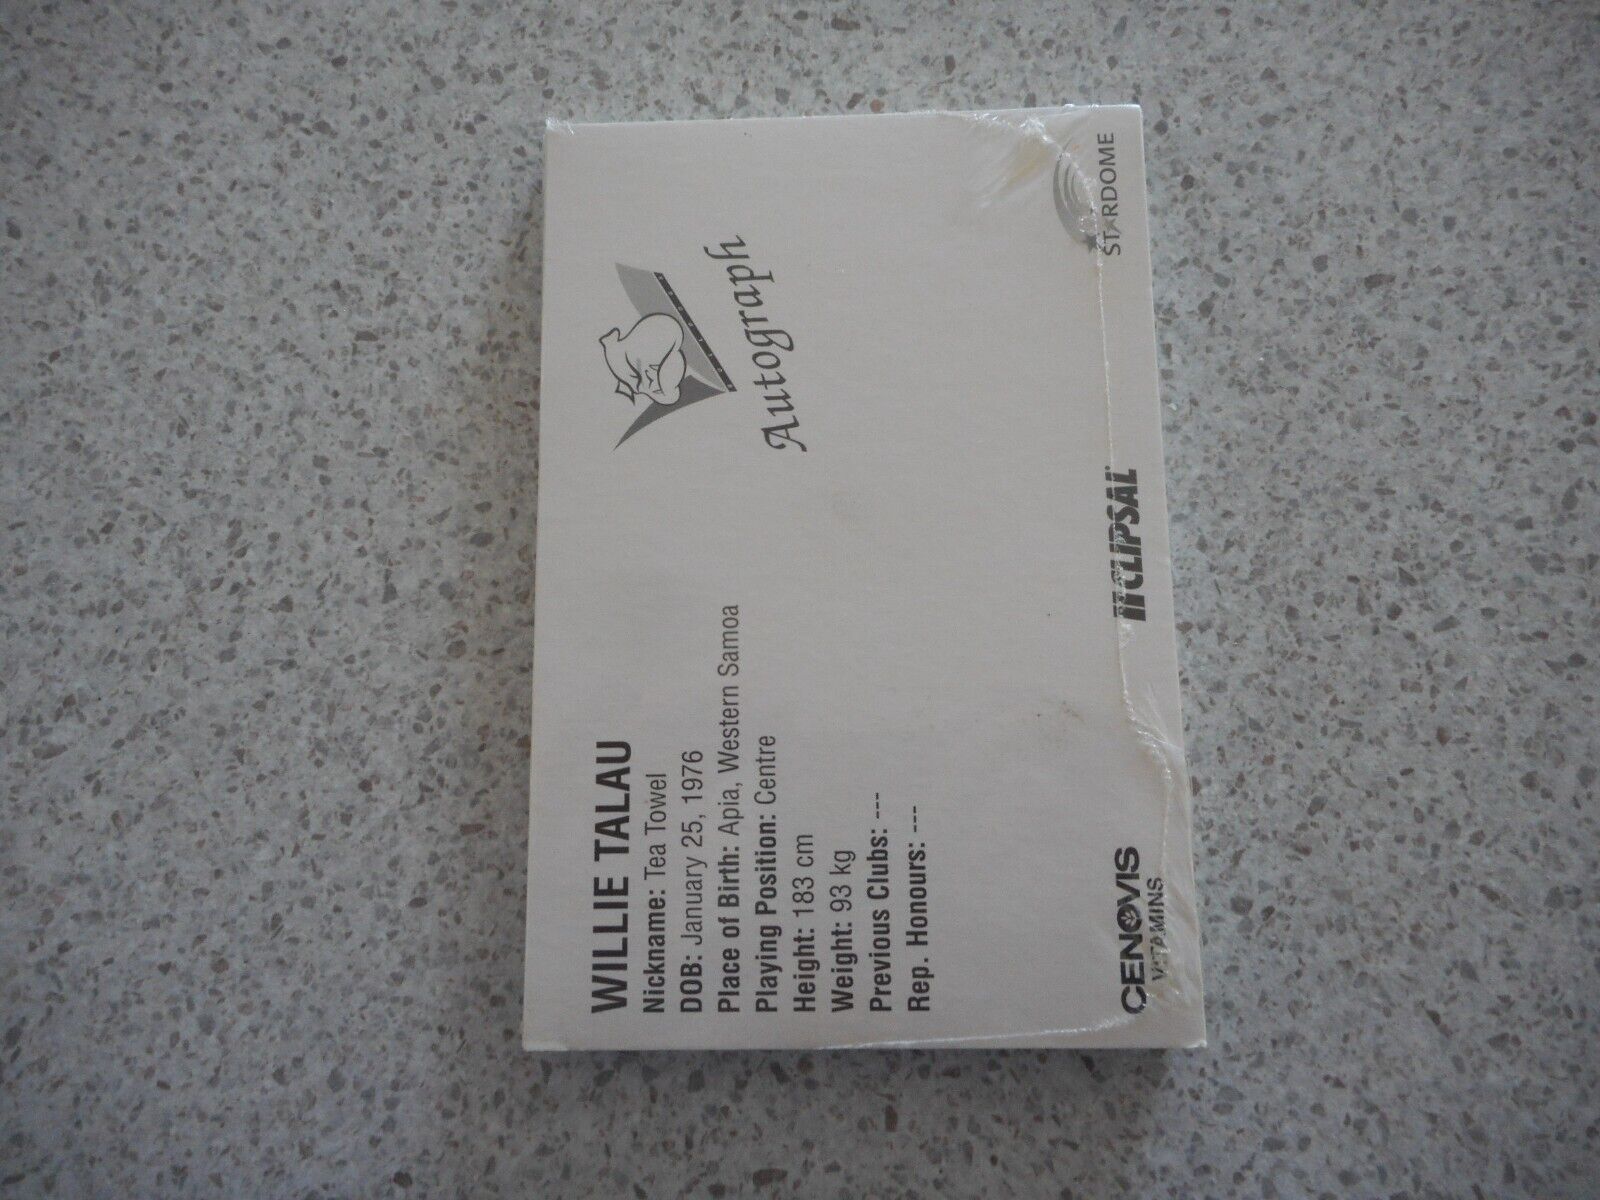 WILLIE TALAU
Nickname: Tea Towel
DOB: January 25, 1976
Place of Birth: Apia, Western Samoa
Playing Position: Centre
Height: 183 cm
Weight: 93 kg
Previous Clubs: ---
Rep. Honours: ---
Autograph
CENOVIS
VITAMINS
CLIPSAL
STARDOME